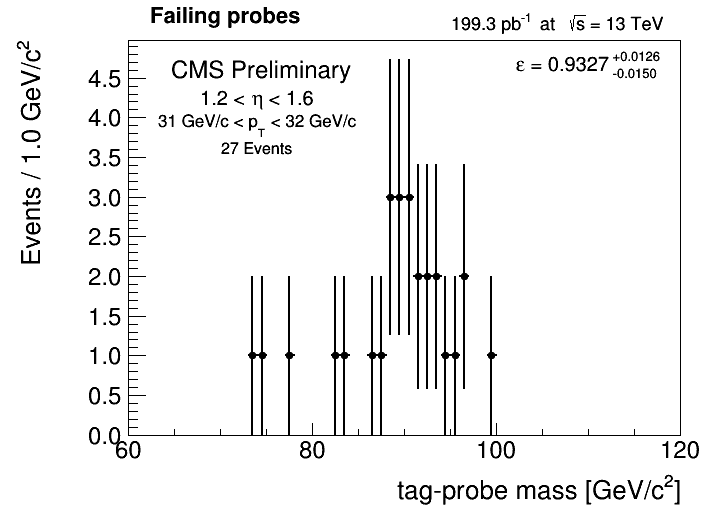 Failing probes
199.3 pb⁻¹ at √s = 13 TeV
CMS Preliminary
1.2 < η < 1.6
31 GeV/c < p_T < 32 GeV/c
27 Events
ε = 0.9327 +0.0126 -0.0150
Events / 1.0 GeV/c²
4.5
4.0
3.5
3.0
2.5
2.0
1.5
1.0
0.5
0.0
60 80 100 120
tag-probe mass [GeV/c²]